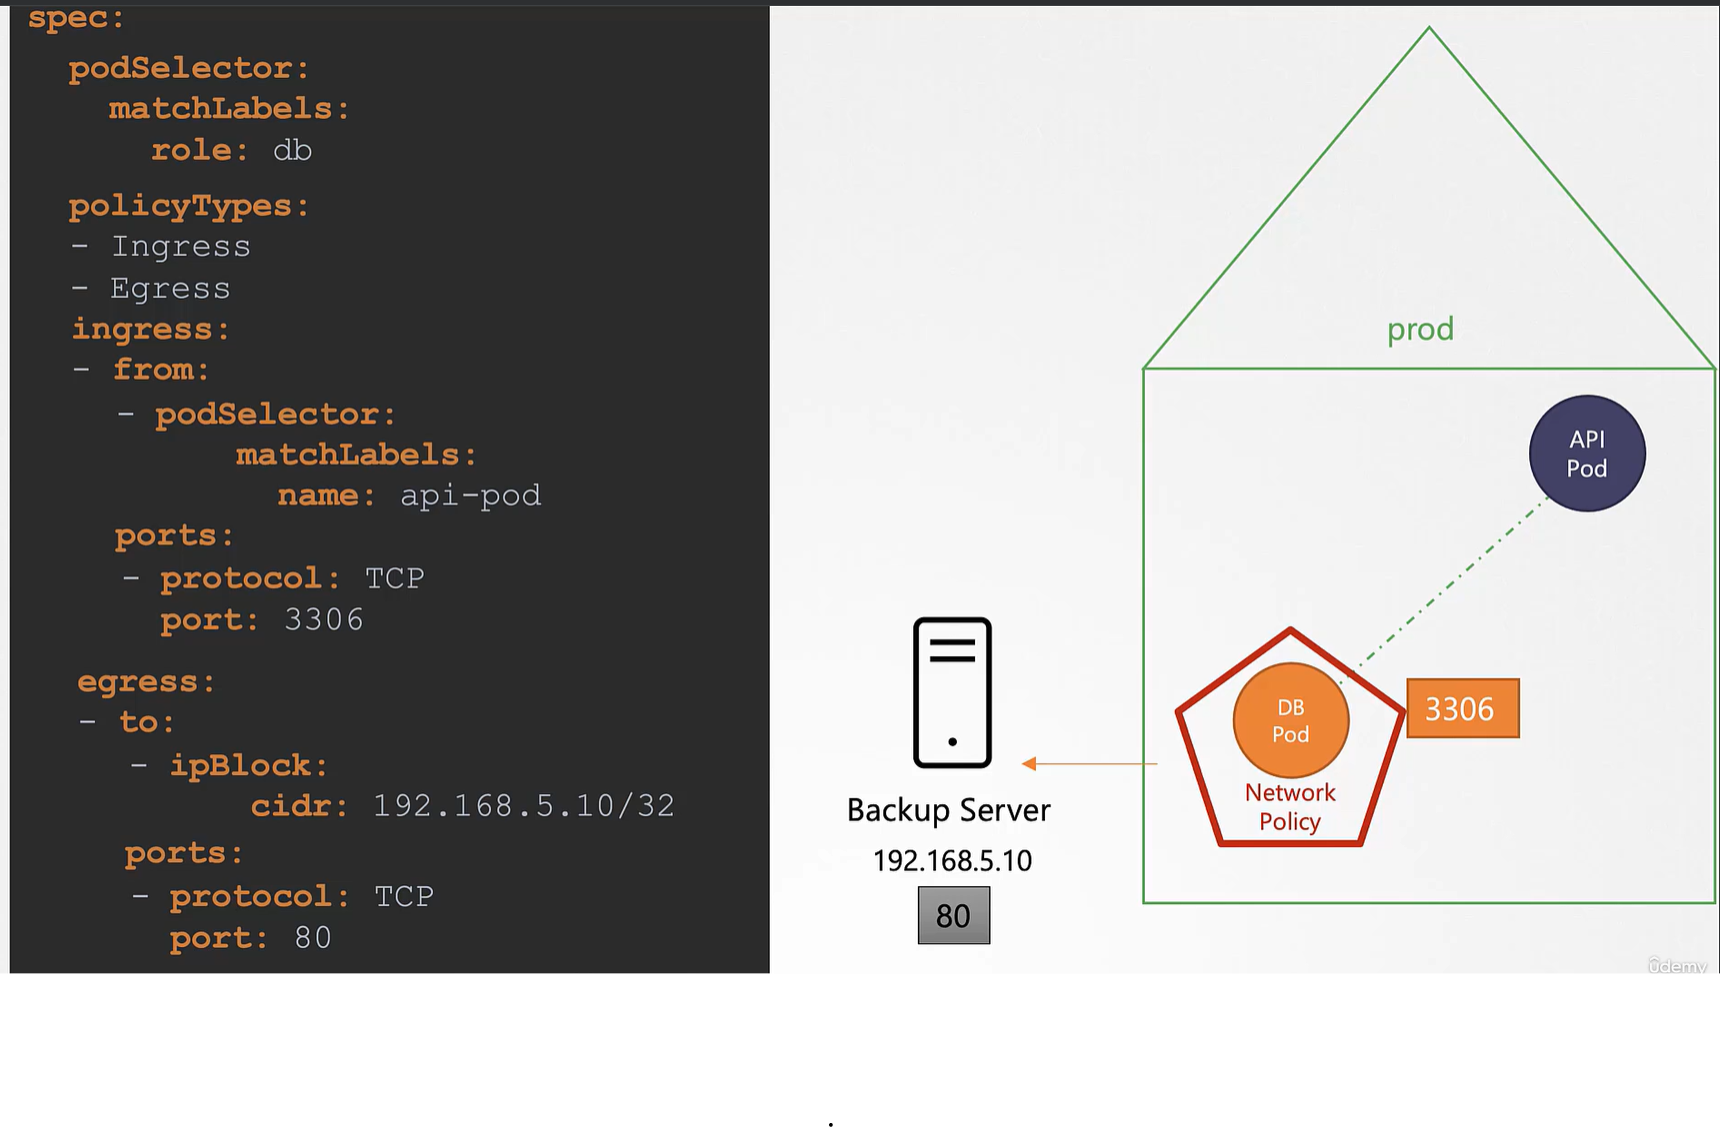 spec:
podSelector:
matchLabels:
role: db
policyTypes:
- Ingress
- Egress
ingress:
- from:
- podSelector:
matchLabels:
name: api-pod
ports:
- protocol: TCP
port: 3306
egress:
- to:
- ipBlock:
cidr: 192.168.5.10/32
ports:
- protocol: TCP
port: 80
prod
API
Pod
DB
Pod
3306
Network
Policy
Backup Server
192.168.5.10
80
ûdemy
.